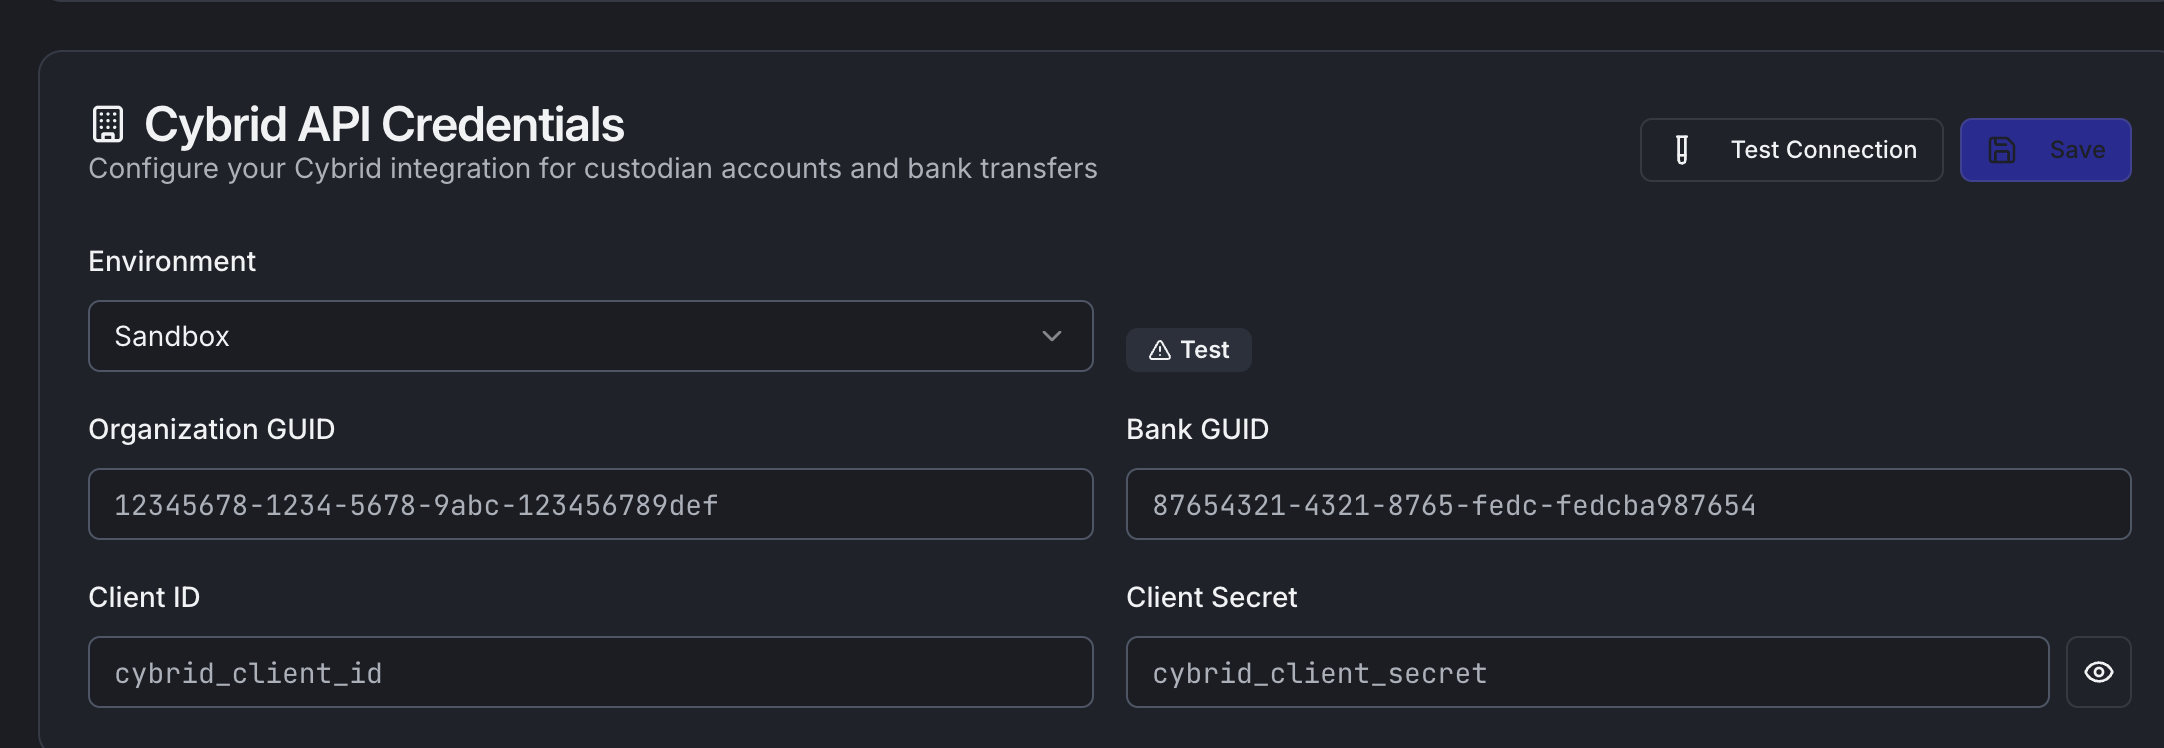 Cybrid API Credentials
Configure your Cybrid integration for custodian accounts and bank transfers
Test Connection
Save
Environment
Sandbox
Test
Organization GUID
Bank GUID
12345678-1234-5678-9abc-123456789def
87654321-4321-8765-fedc-fedcba987654
Client ID
Client Secret
cybrid_client_id
cybrid_client_secret